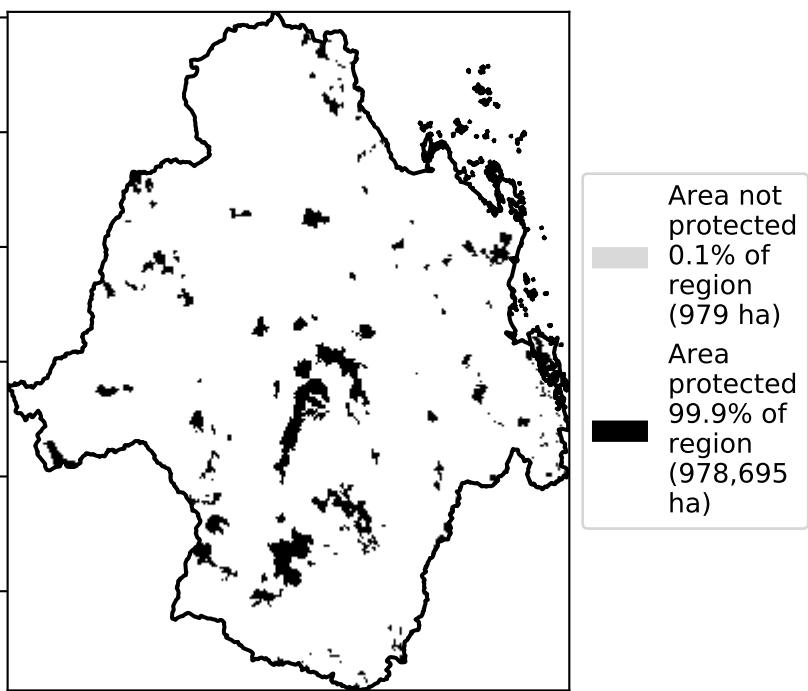 Area not
protected
0.1% of
region
(979 ha)
Area
protected
99.9% of
region
(978,695
ha)